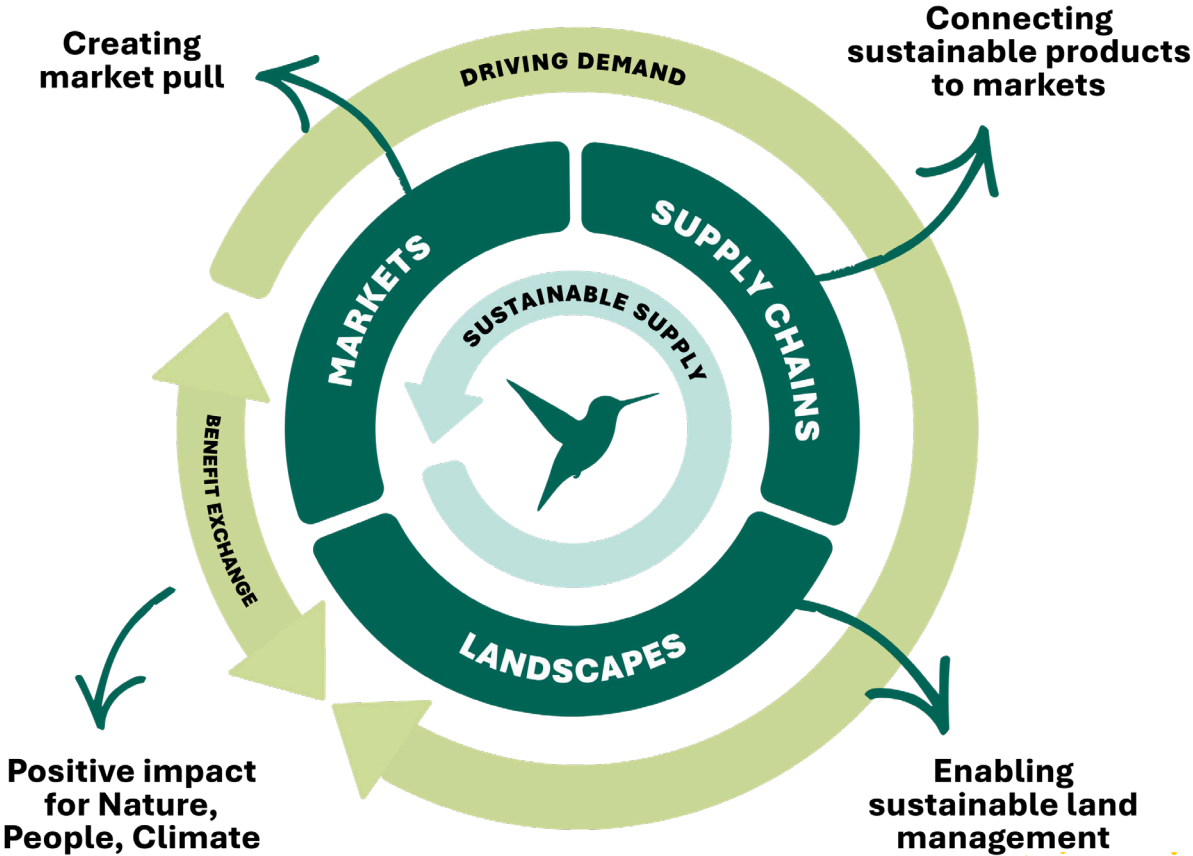 Creating
market pull
Connecting
sustainable products
to markets
DRIVING DEMAND
MARKETS
SUPPLY CHAINS
SUSTAINABLE SUPPLY
BENEFIT EXCHANGE
LANDSCAPES
Positive impact
for Nature,
People, Climate
Enabling
sustainable land
management